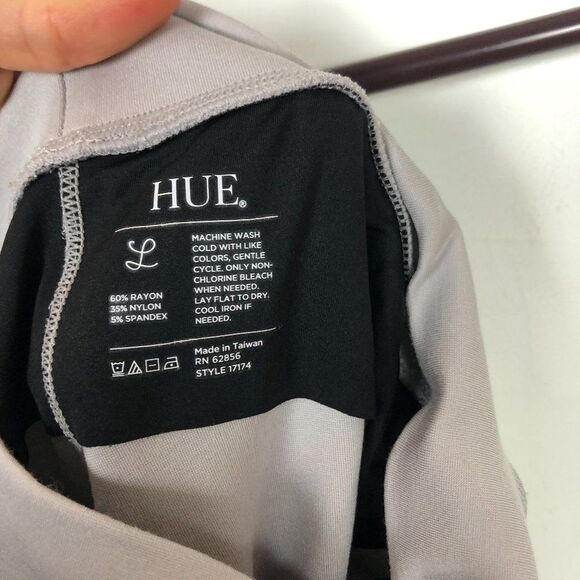 HUE®
L
60% RAYON
35% NYLON
5% SPANDEX
MACHINE WASH
COLD WITH LIKE
COLORS, GENTLE
CYCLE. ONLY NON-
CHLORINE BLEACH
WHEN NEEDED.
LAY FLAT TO DRY.
COOL IRON IF
NEEDED.
Made in Taiwan
RN 62856
STYLE 17174